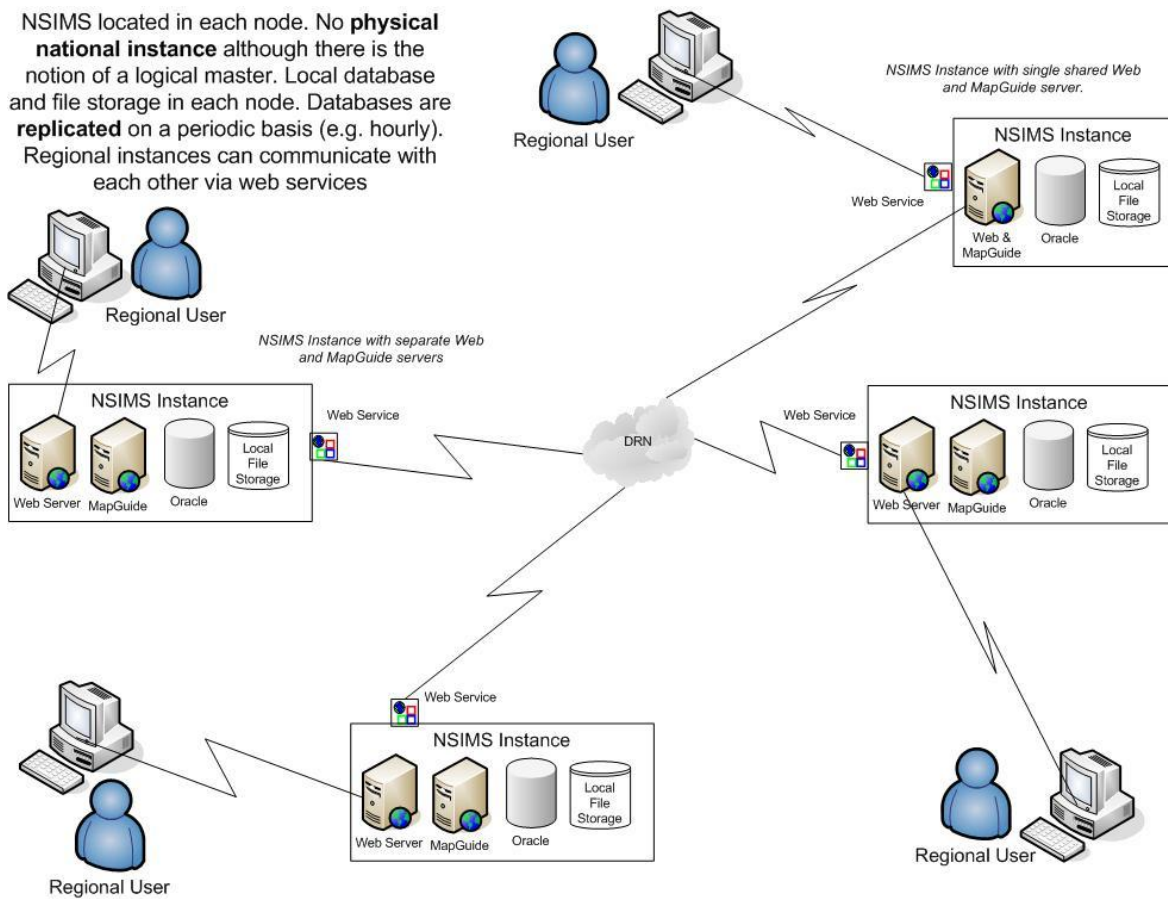 NSIMS located in each node. No physical
national instance although there is the
notion of a logical master. Local database
and file storage in each node. Databases are
replicated on a periodic basis (e.g. hourly).
Regional instances can communicate with
each other via web services
Regional User
NSIMS Instance with single shared Web
and MapGuide server.
NSIMS Instance
Web Service
Web &
MapGuide
Oracle
Local
File
Storage
Regional User
NSIMS Instance with separate Web
and MapGuide servers
NSIMS Instance
Web Server
MapGuide
Oracle
Local
File
Storage
Web Service
DRN
Web Service
NSIMS Instance
Web Server
MapGuide
Oracle
Local
File
Storage
Web Service
NSIMS Instance
Web Server
MapGuide
Oracle
Local
File
Storage
Regional User
Regional User